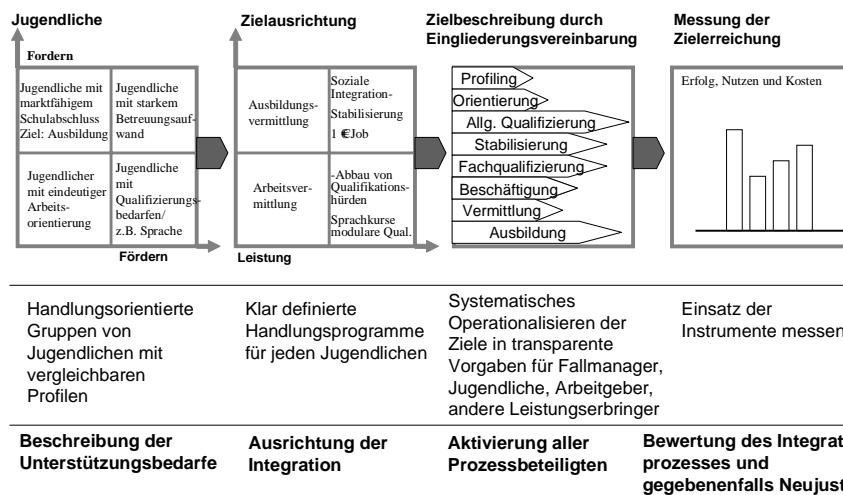 Jugendliche
Fordern
Jugendliche mit
marktfähigem
Schulabschluss
Ziel: Ausbildung
Jugendliche
mit starkem
Betreuungsauf-
wand
Jugendlicher
mit eindeutiger
Arbeits-
orientierung
Jugendliche
mit
Qualifizierungs-
bedarfen/
z.B. Sprache
Fördern
Zielausrichtung
Ausbildungs-
vermittlung
Soziale
Integration-
Stabilisierung
1 €Job
Arbeitsver-
mittlung
-Abbau von
Qualifikations-
hürden
Sprachkurse
modulare Qual.
Leistung
Zielbeschreibung durch
Eingliederungsvereinbarung
Profiling
Orientierung
Allg. Qualifizierung
Stabilisierung
Fachqualifizierung
Beschäftigung
Vermittlung
Ausbildung
Messung der
Zielerreichung
Erfolg, Nutzen und Kosten
Handlungsorientierte
Gruppen von
Jugendlichen mit
vergleichbaren
Profilen
Klar definierte
Handlungsprogramme
für jeden Jugendlichen
Systematisches
Operationalisieren der
Ziele in transparente
Vorgaben für Fallmanager,
Jugendliche, Arbeitgeber,
andere Leistungserbringer
Einsatz der
Instrumente messen
Beschreibung der
Unterstützungsbedarfe
Ausrichtung der
Integration
Aktivierung aller
Prozessbeteiligten
Bewertung des Integrat
prozesses und
gegebenenfalls Neujust